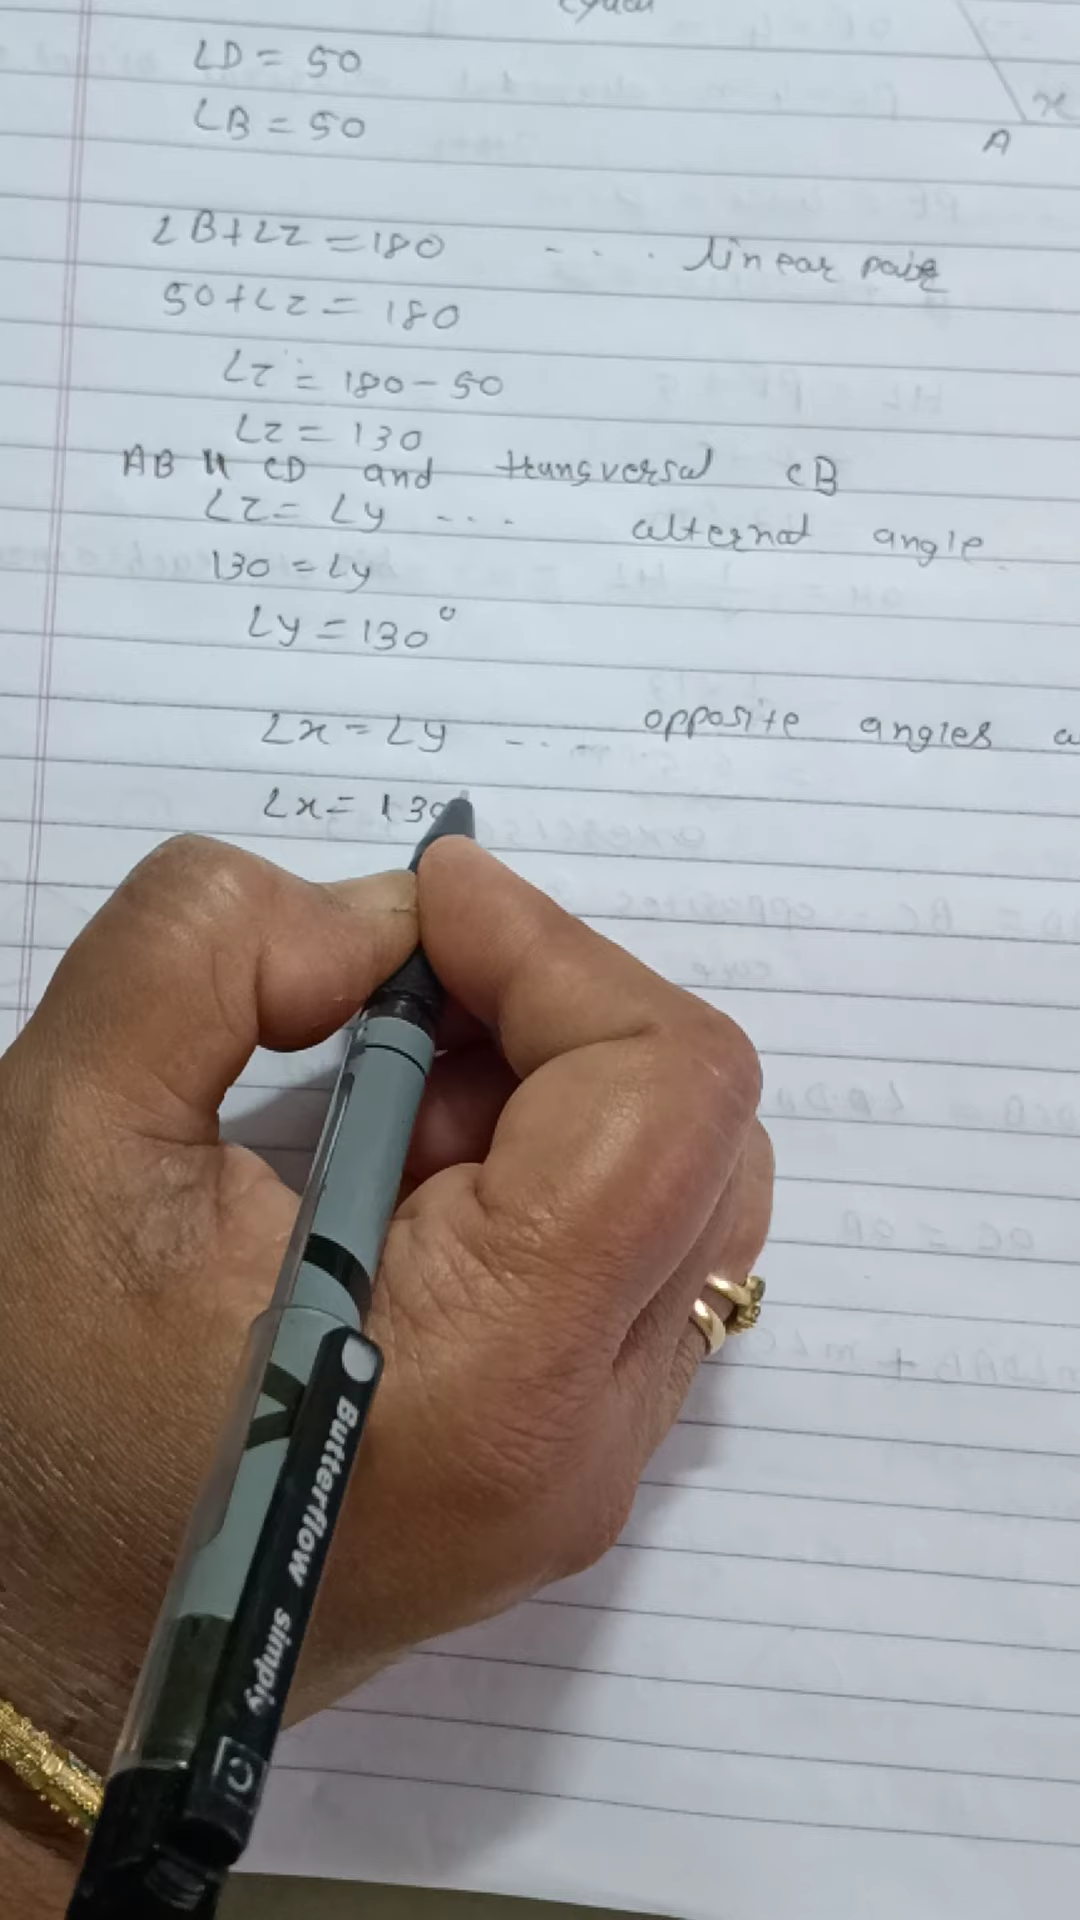 ∠D = 50
x
∠B = 50
A
∠B+∠z = 180 .... linear pair
50+∠z = 180
∠z = 180-50
∠z = 130
AB || CD and transversal CB
∠z = ∠y .... alternat angle.
130 = ∠y
∠y = 130°
∠x = ∠y .... opposite angles
∠x = 130
Butterflow simply